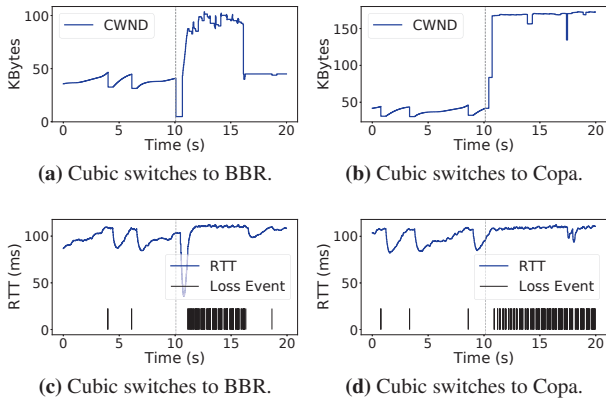 CWND
KBytes
100
50
0
0 5 10 15 20
Time (s)
(a) Cubic switches to BBR.
CWND
KBytes
150
100
50
0 5 10 15 20
Time (s)
(b) Cubic switches to Copa.
RTT (ms)
100
50
0
RTT
Loss Event
0 5 10 15 20
Time (s)
(c) Cubic switches to BBR.
RTT (ms)
100
50
0
RTT
Loss Event
0 5 10 15 20
Time (s)
(d) Cubic switches to Copa.